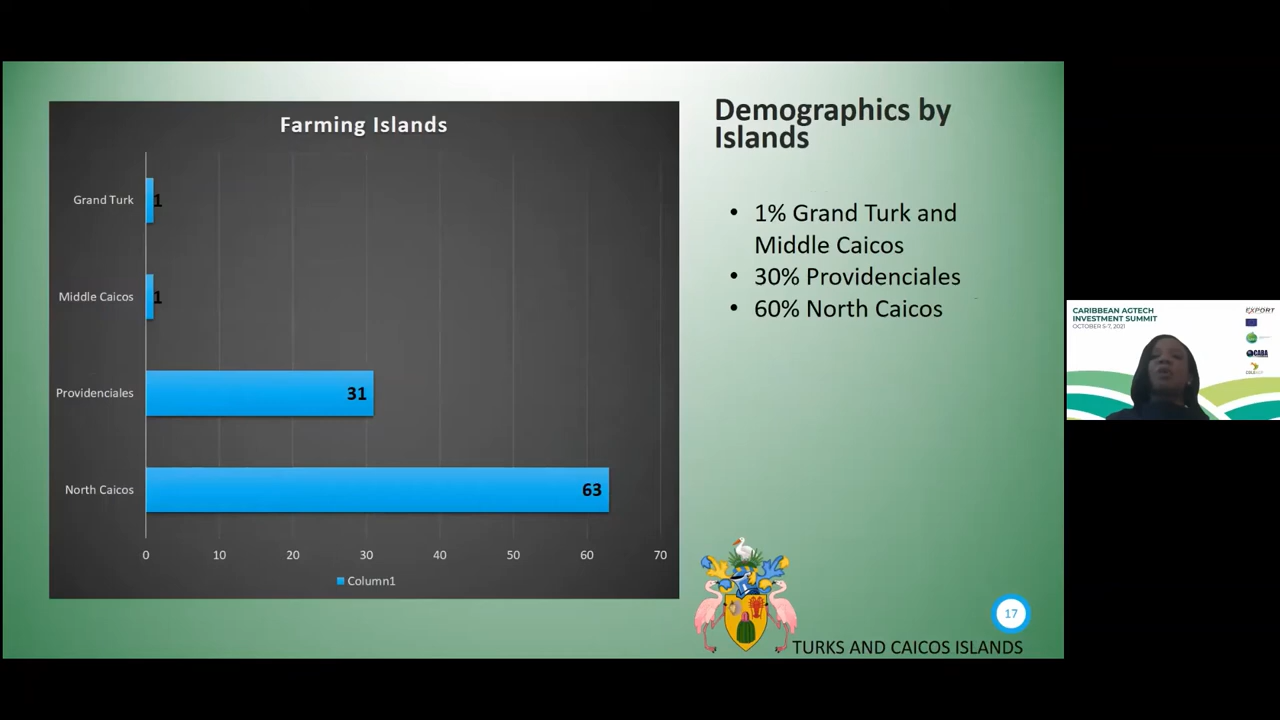 Farming Islands
Grand Turk
1
Middle Caicos
1
Providenciales
31
North Caicos
63
0 10 20 30 40 50 60 70
Column1
Demographics by
Islands
• 1% Grand Turk and
Middle Caicos
• 30% Providenciales
• 60% North Caicos
17
TURKS AND CAICOS ISLANDS
CARIBBEAN AGTECH
INVESTMENT SUMMIT
OCTOBER 5-7, 2021
EXPORT
CABA